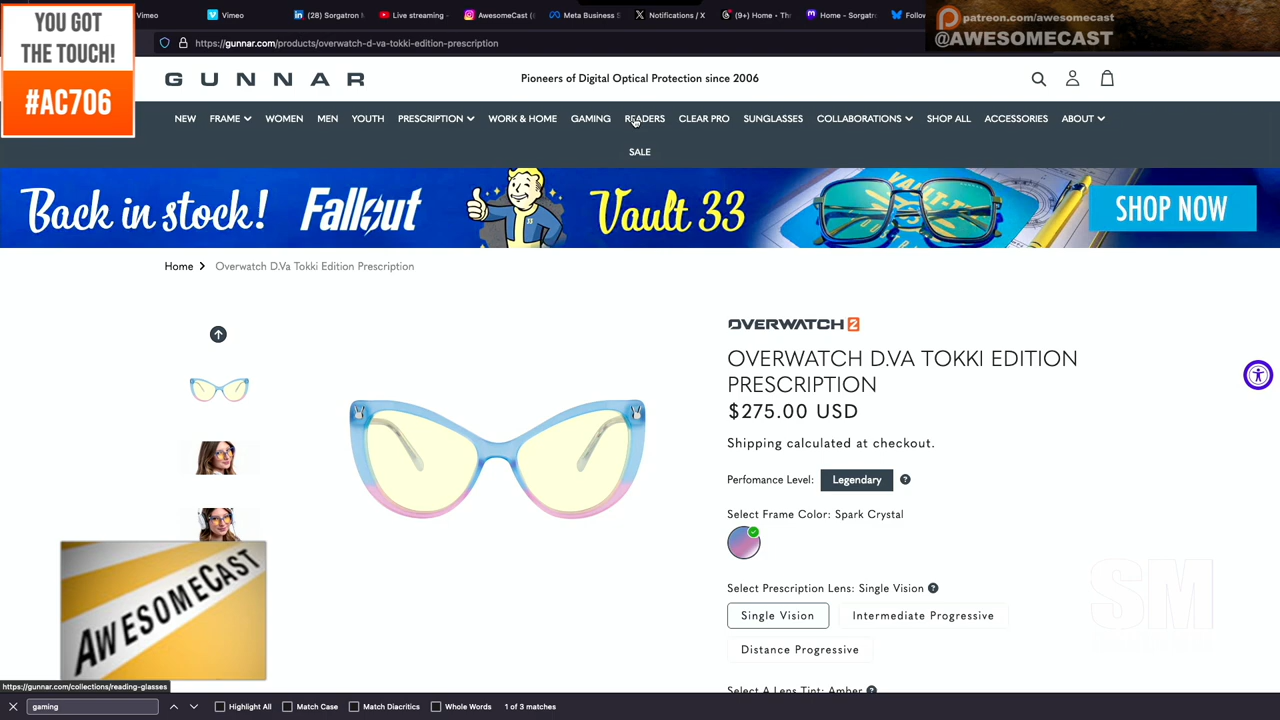 YOU GOT
THE TOUCH!
#AC706
Vimeo
Vimeo
(28) Sorgatron
Live streaming
AwesomeCast (
Meta Business S
Notifications / X
(9+) Home - Thr
Home - Sorgatr
Follow
patreon.com/awesomecast
@AWESOMECAST
https://gunnar.com/products/overwatch-d-va-tokki-edition-prescription
GUNNAR
Pioneers of Digital Optical Protection since 2006
NEW FRAME WOMEN MEN YOUTH PRESCRIPTION WORK & HOME GAMING READERS CLEAR PRO SUNGLASSES COLLABORATIONS SHOP ALL ACCESSORIES ABOUT
SALE
Back in stock! Fallout Vault 33 SHOP NOW
Home > Overwatch D.Va Tokki Edition Prescription
OVERWATCH 2
OVERWATCH D.VA TOKKI EDITION
PRESCRIPTION
$275.00 USD
Shipping calculated at checkout.
Perfomance Level: Legendary ?
Select Frame Color: Spark Crystal
Select Prescription Lens: Single Vision ?
Single Vision Intermediate Progressive
Distance Progressive
Select A Lens Tint: Amber ?
AWESOMECAST
SM
https://gunnar.com/collections/reading-glasses
gaming Highlight All Match Case Match Diacritics Whole Words 1 of 3 matches